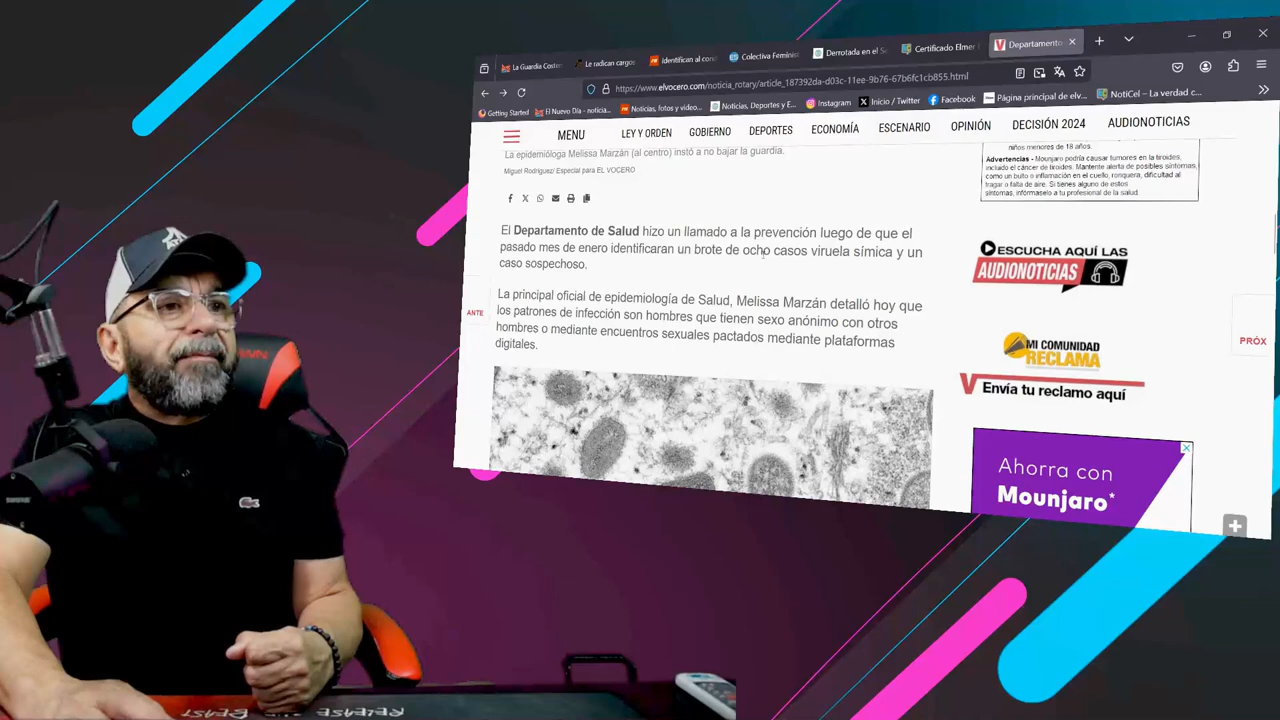 La Guardia Coster
Le radican cargos
Identifican al cond
Colectiva Feminist
Derrotada en el Se
Certificado Elmer
Departamento
https://www.elvocero.com/noticia_rotary/article_187392da-d03c-11ee-9b76-67b6fc1cb855.html
Getting Started
El Nuevo Día - noticia...
Noticias, fotos y video...
Noticias, Deportes y E...
Instagram
Inicio / Twitter
Facebook
Página principal de elv...
NotiCel – La verdad c...
MENU
LEY Y ORDEN
GOBIERNO
DEPORTES
ECONOMÍA
ESCENARIO
OPINIÓN
DECISIÓN 2024
AUDIONOTICIAS
La epidemióloga Melissa Marzán (al centro) instó a no bajar la guardia.
Miguel Rodríguez/ Especial para EL VOCERO
El Departamento de Salud hizo un llamado a la prevención luego de que el
pasado mes de enero identificaran un brote de ocho casos viruela símica y un
caso sospechoso.
La principal oficial de epidemiología de Salud, Melissa Marzán detalló hoy que
los patrones de infección son hombres que tienen sexo anónimo con otros
hombres o mediante encuentros sexuales pactados mediante plataformas
digitales.
ANTE
PRÓX
niños menores de 18 años.
Advertencias - Mounjaro podría causar tumores en la tiroides,
incluido el cáncer de tiroides. Mantente alerta de posibles síntomas,
como un bulto o inflamación en el cuello, ronquera, dificultad al
tragar o falta de aire. Si tienes alguno de estos
síntomas, infórmaselo a tu profesional de la salud.
ESCUCHA AQUÍ LAS
AUDIONOTICIAS
MI COMUNIDAD
RECLAMA
Envía tu reclamo aquí
Ahorra con
Mounjaro*